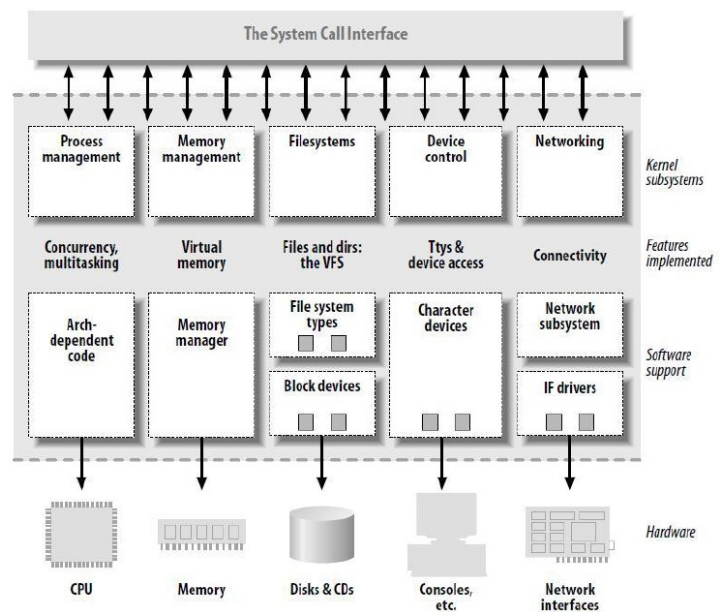 The System Call Interface
Process
management
Memory
management
Filesystems
Device
control
Networking
Kernel
subsystems
Concurrency,
multitasking
Virtual
memory
Files and dirs:
the VFS
Ttys &
device access
Connectivity
Features
implemented
Arch-
dependent
code
Memory
manager
File system
types
Block devices
Character
devices
Network
subsystem
IF drivers
Software
support
CPU
Memory
Disks & CDs
Consoles,
etc.
Network
interfaces
Hardware